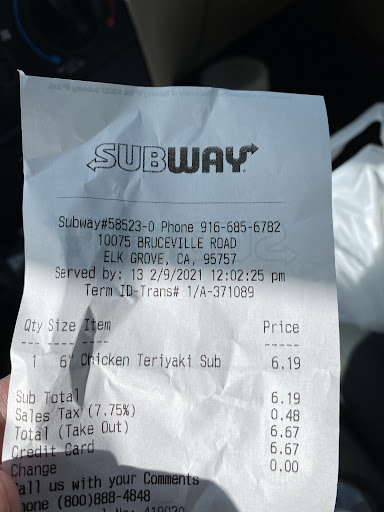 SUBWAY
Subway#58523-0 Phone 916-685-6782
10075 BRUCEVILLE ROAD
ELK GROVE, CA, 95757
Served by: 13 2/9/2021 12:02:25 pm
Term ID-Trans# 1/A-371089
Qty Size Item Price
--- ---- ---- -----
1 6" Chicken Teriyaki Sub 6.19
Sub Total 6.19
Sales Tax (7.75%) 0.48
Total (Take Out) 6.67
Credit Card 6.67
Change 0.00
all us with your Comments
hone (800)888-4848